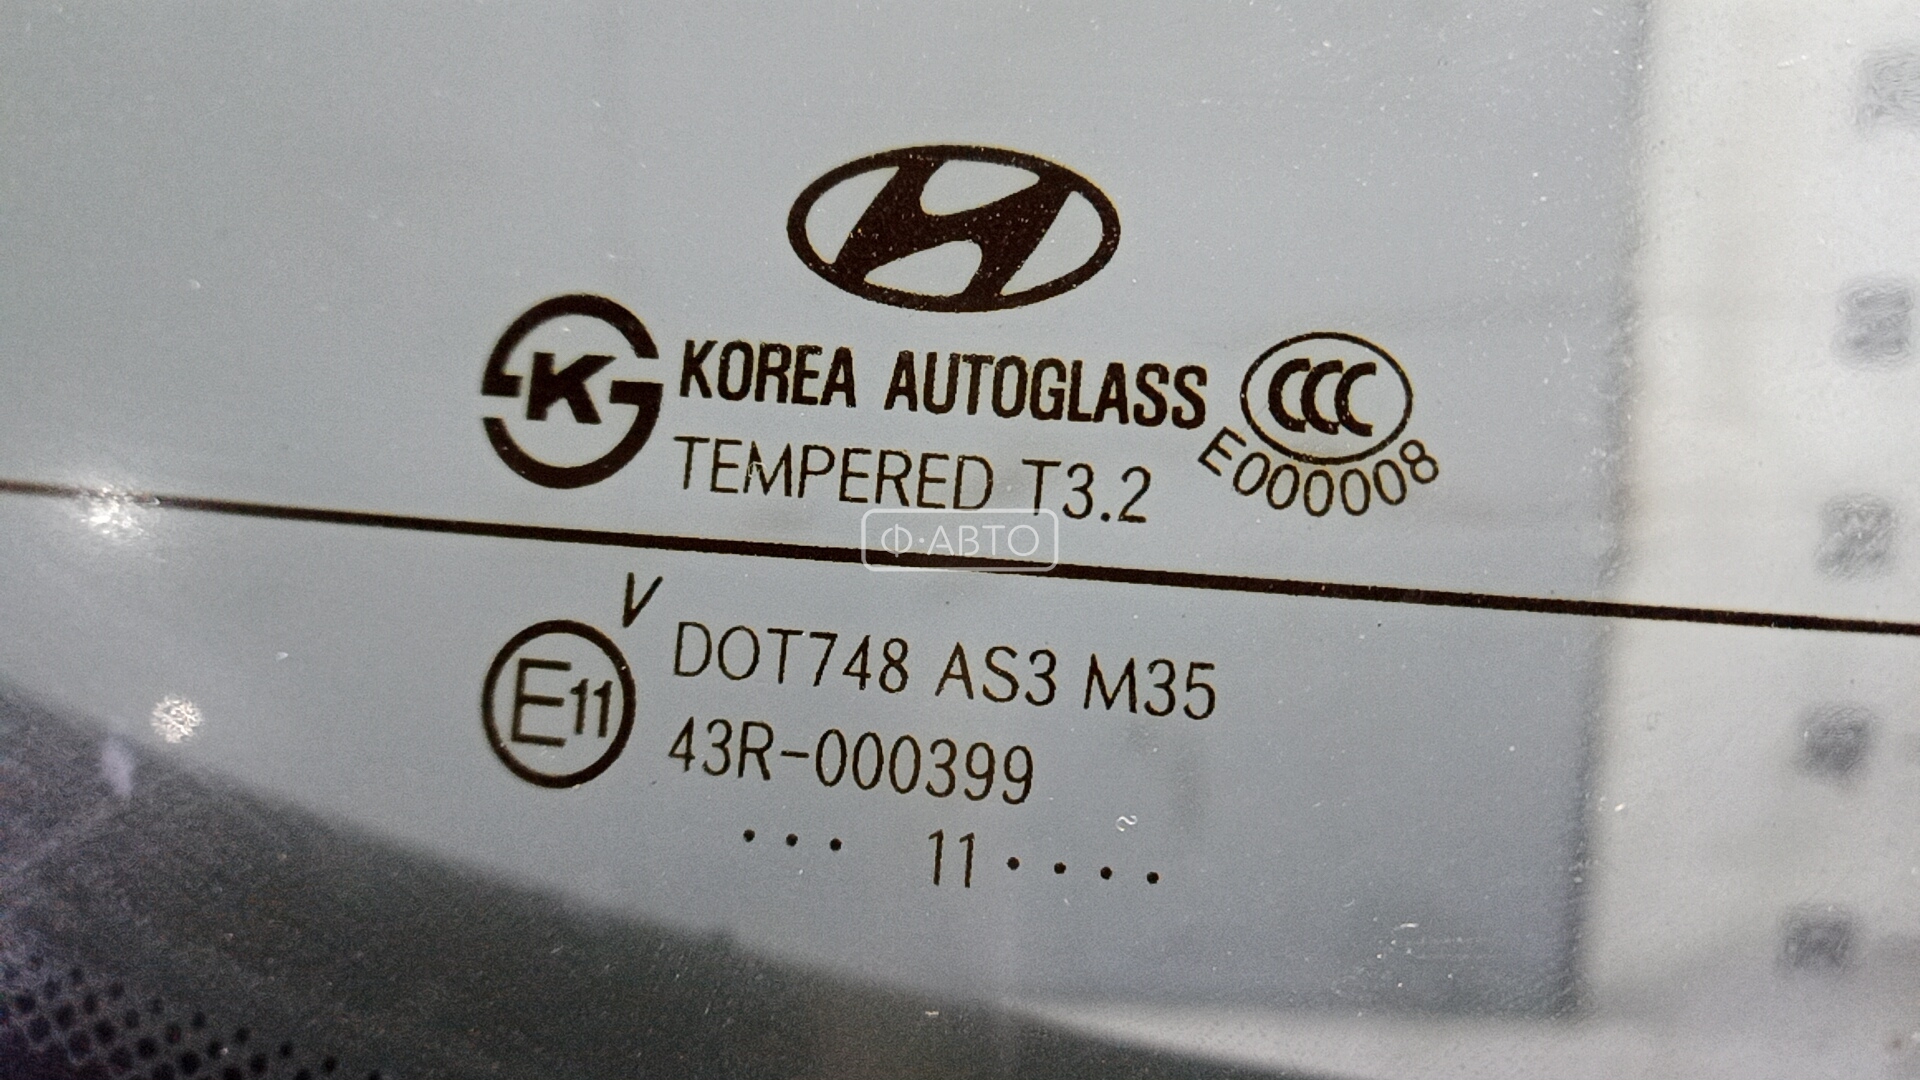 K
KOREA AUTOGLASS
CCC
TEMPERED T3.2
E000008
Ф·АВТО
V
E11
DOT748 AS3 M35
43R-000399
... 11....